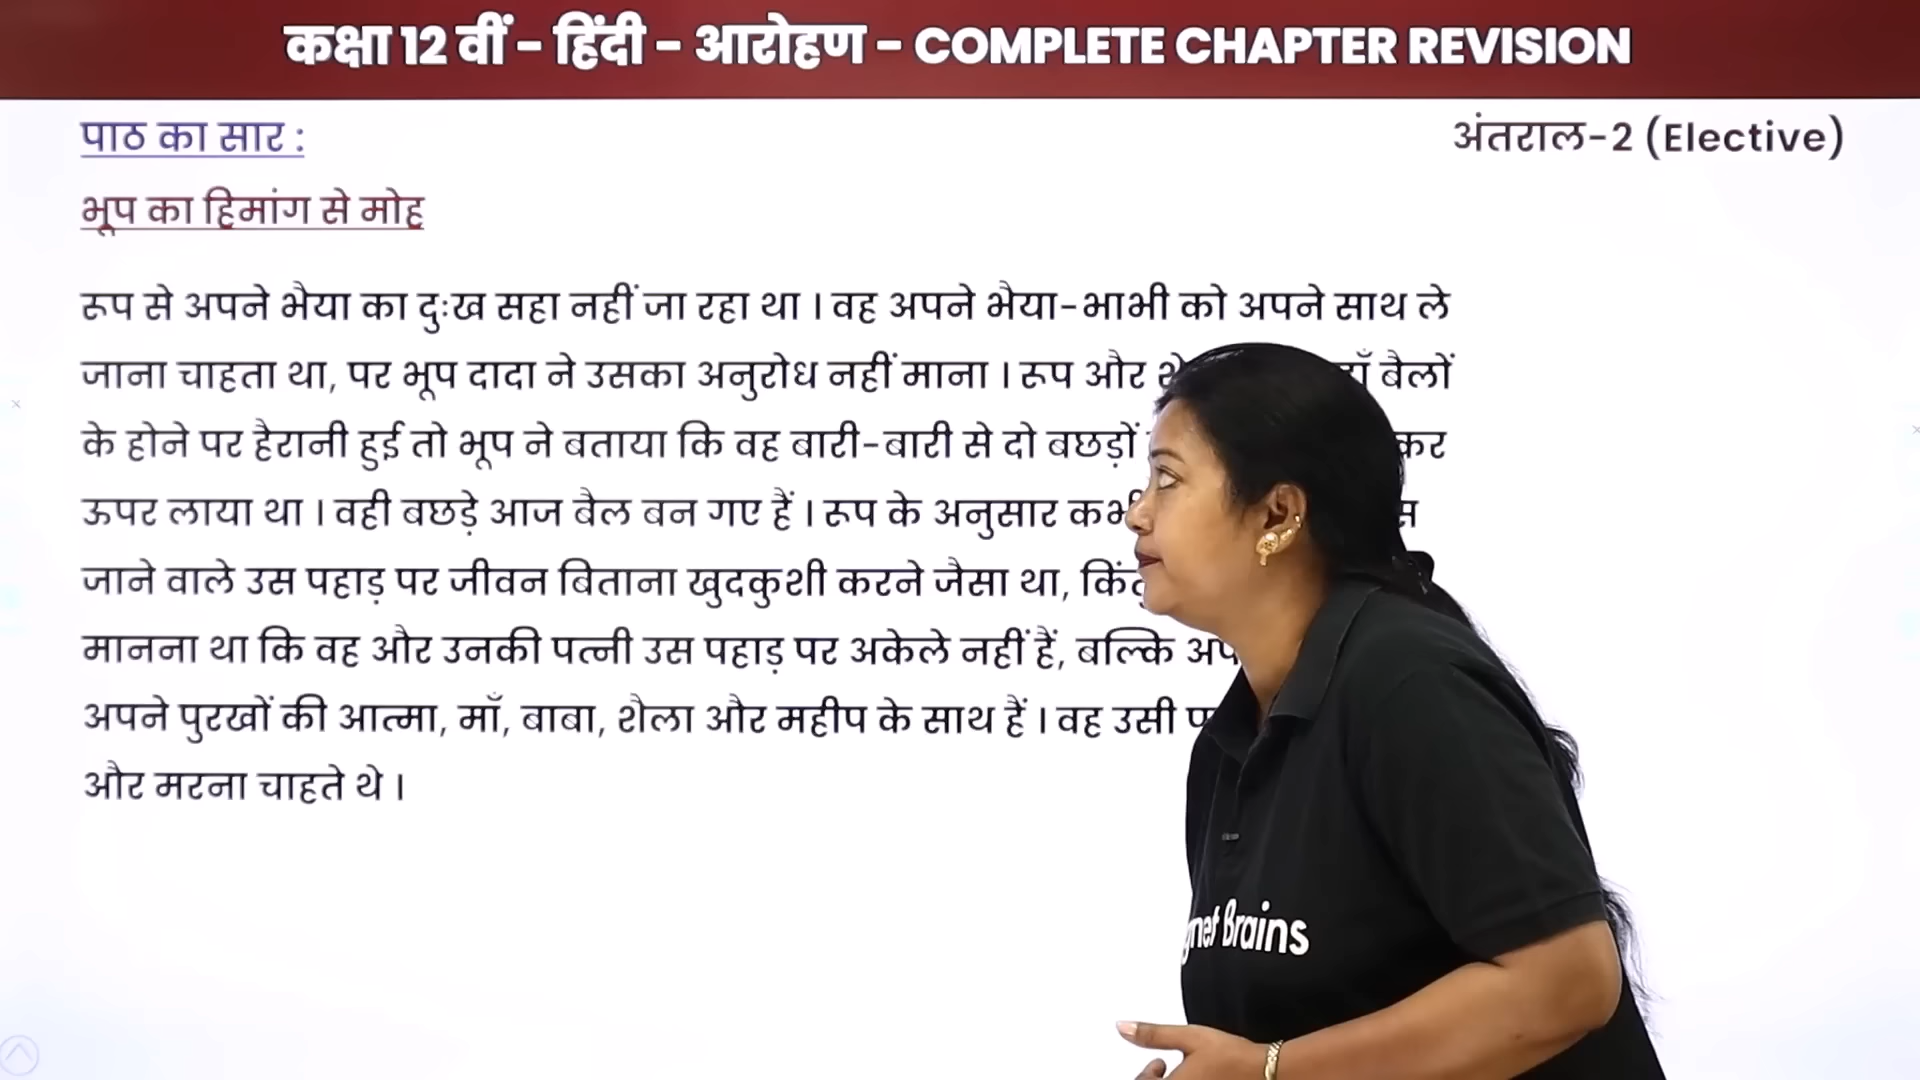 कक्षा 12 वीं - हिंदी - आरोहण - COMPLETE CHAPTER REVISION
पाठ का सार :
अंतराल-2 (Elective)
भूप का हिमांग से मोह
रूप से अपने भैया का दुःख सहा नहीं जा रहा था । वह अपने भैया-भाभी को अपने साथ ले
जाना चाहता था, पर भूप दादा ने उसका अनुरोध नहीं माना । रूप और बैलों
के होने पर हैरानी हुई तो भूप ने बताया कि वह बारी-बारी से दो बछड़ों कर
ऊपर लाया था । वही बछड़े आज बैल बन गए हैं । रूप के अनुसार
जाने वाले उस पहाड़ पर जीवन बिताना खुदकुशी करने जैसा था,
मानना था कि वह और उनकी पत्नी उस पहाड़ पर अकेले नहीं हैं, बल्कि
अपने पुरखों की आत्मा, माँ, बाबा, शैला और महीप के साथ हैं । वह उसी
और मरना चाहते थे ।
Brains